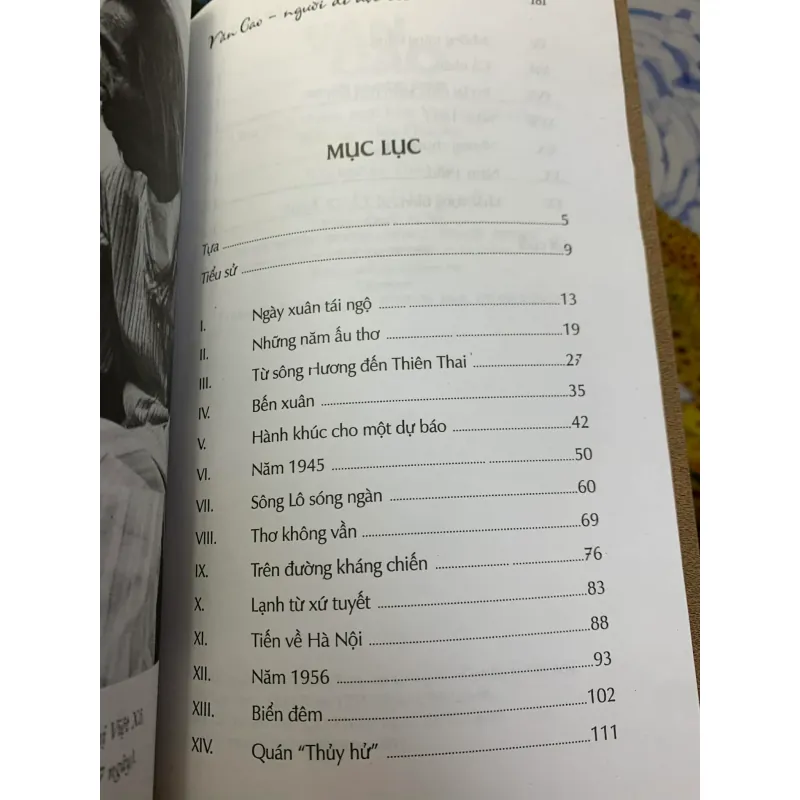 Văn Cao – người đi dọc
181
MỤC LỤC
Tựa ........ 5
Tiểu sử ........ 9
I. Ngày xuân tái ngộ ........ 13
II. Những năm ấu thơ ........ 19
III. Từ sông Hương đến Thiên Thai ........ 27
IV. Bến xuân ........ 35
V. Hành khúc cho một dự báo ........ 42
VI. Năm 1945 ........ 50
VII. Sông Lô sóng ngàn ........ 60
VIII. Thơ không vần ........ 69
IX. Trên đường kháng chiến ........ 76
X. Lạnh từ xứ tuyết ........ 83
XI. Tiến về Hà Nội ........ 88
XII. Năm 1956 ........ 93
XIII. Biển đêm ........ 102
XIV. Quán “Thủy hử” ........ 111